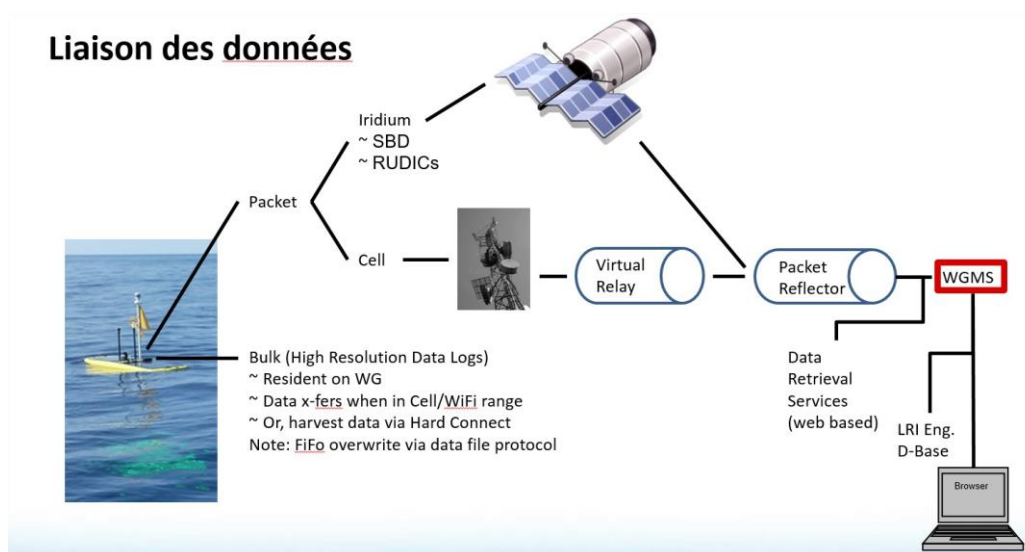 Liaison des données
Iridium
~ SBD
~ RUDICs
Packet
Cell
Virtual
Relay
Packet
Reflector
WGMS
Bulk (High Resolution Data Logs)
~ Resident on WG
~ Data x-fers when in Cell/WiFi range
~ Or, harvest data via Hard Connect
Note: FiFo overwrite via data file protocol
Data
Retrieval
Services
(web based)
LRI Eng.
D-Base
Browser